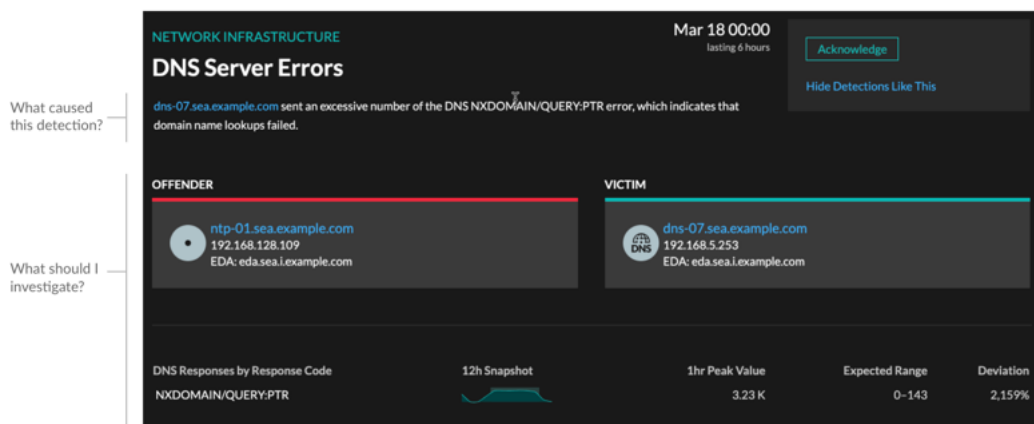 NETWORK INFRASTRUCTURE
DNS Server Errors
Mar 18 00:00
lasting 6 hours
Acknowledge
Hide Detections Like This
What caused
this detection?
dns-07.sea.example.com sent an excessive number of the DNS NXDOMAIN/QUERY:PTR error, which indicates that
domain name lookups failed.
What should I
investigate?
OFFENDER
ntp-01.sea.example.com
192.168.128.109
EDA: eda.sea.i.example.com
VICTIM
DNS
dns-07.sea.example.com
192.168.5.253
EDA: eda.sea.i.example.com
DNS Responses by Response Code 12h Snapshot 1hr Peak Value Expected Range Deviation
NXDOMAIN/QUERY:PTR 3.23 K 0–143 2,159%